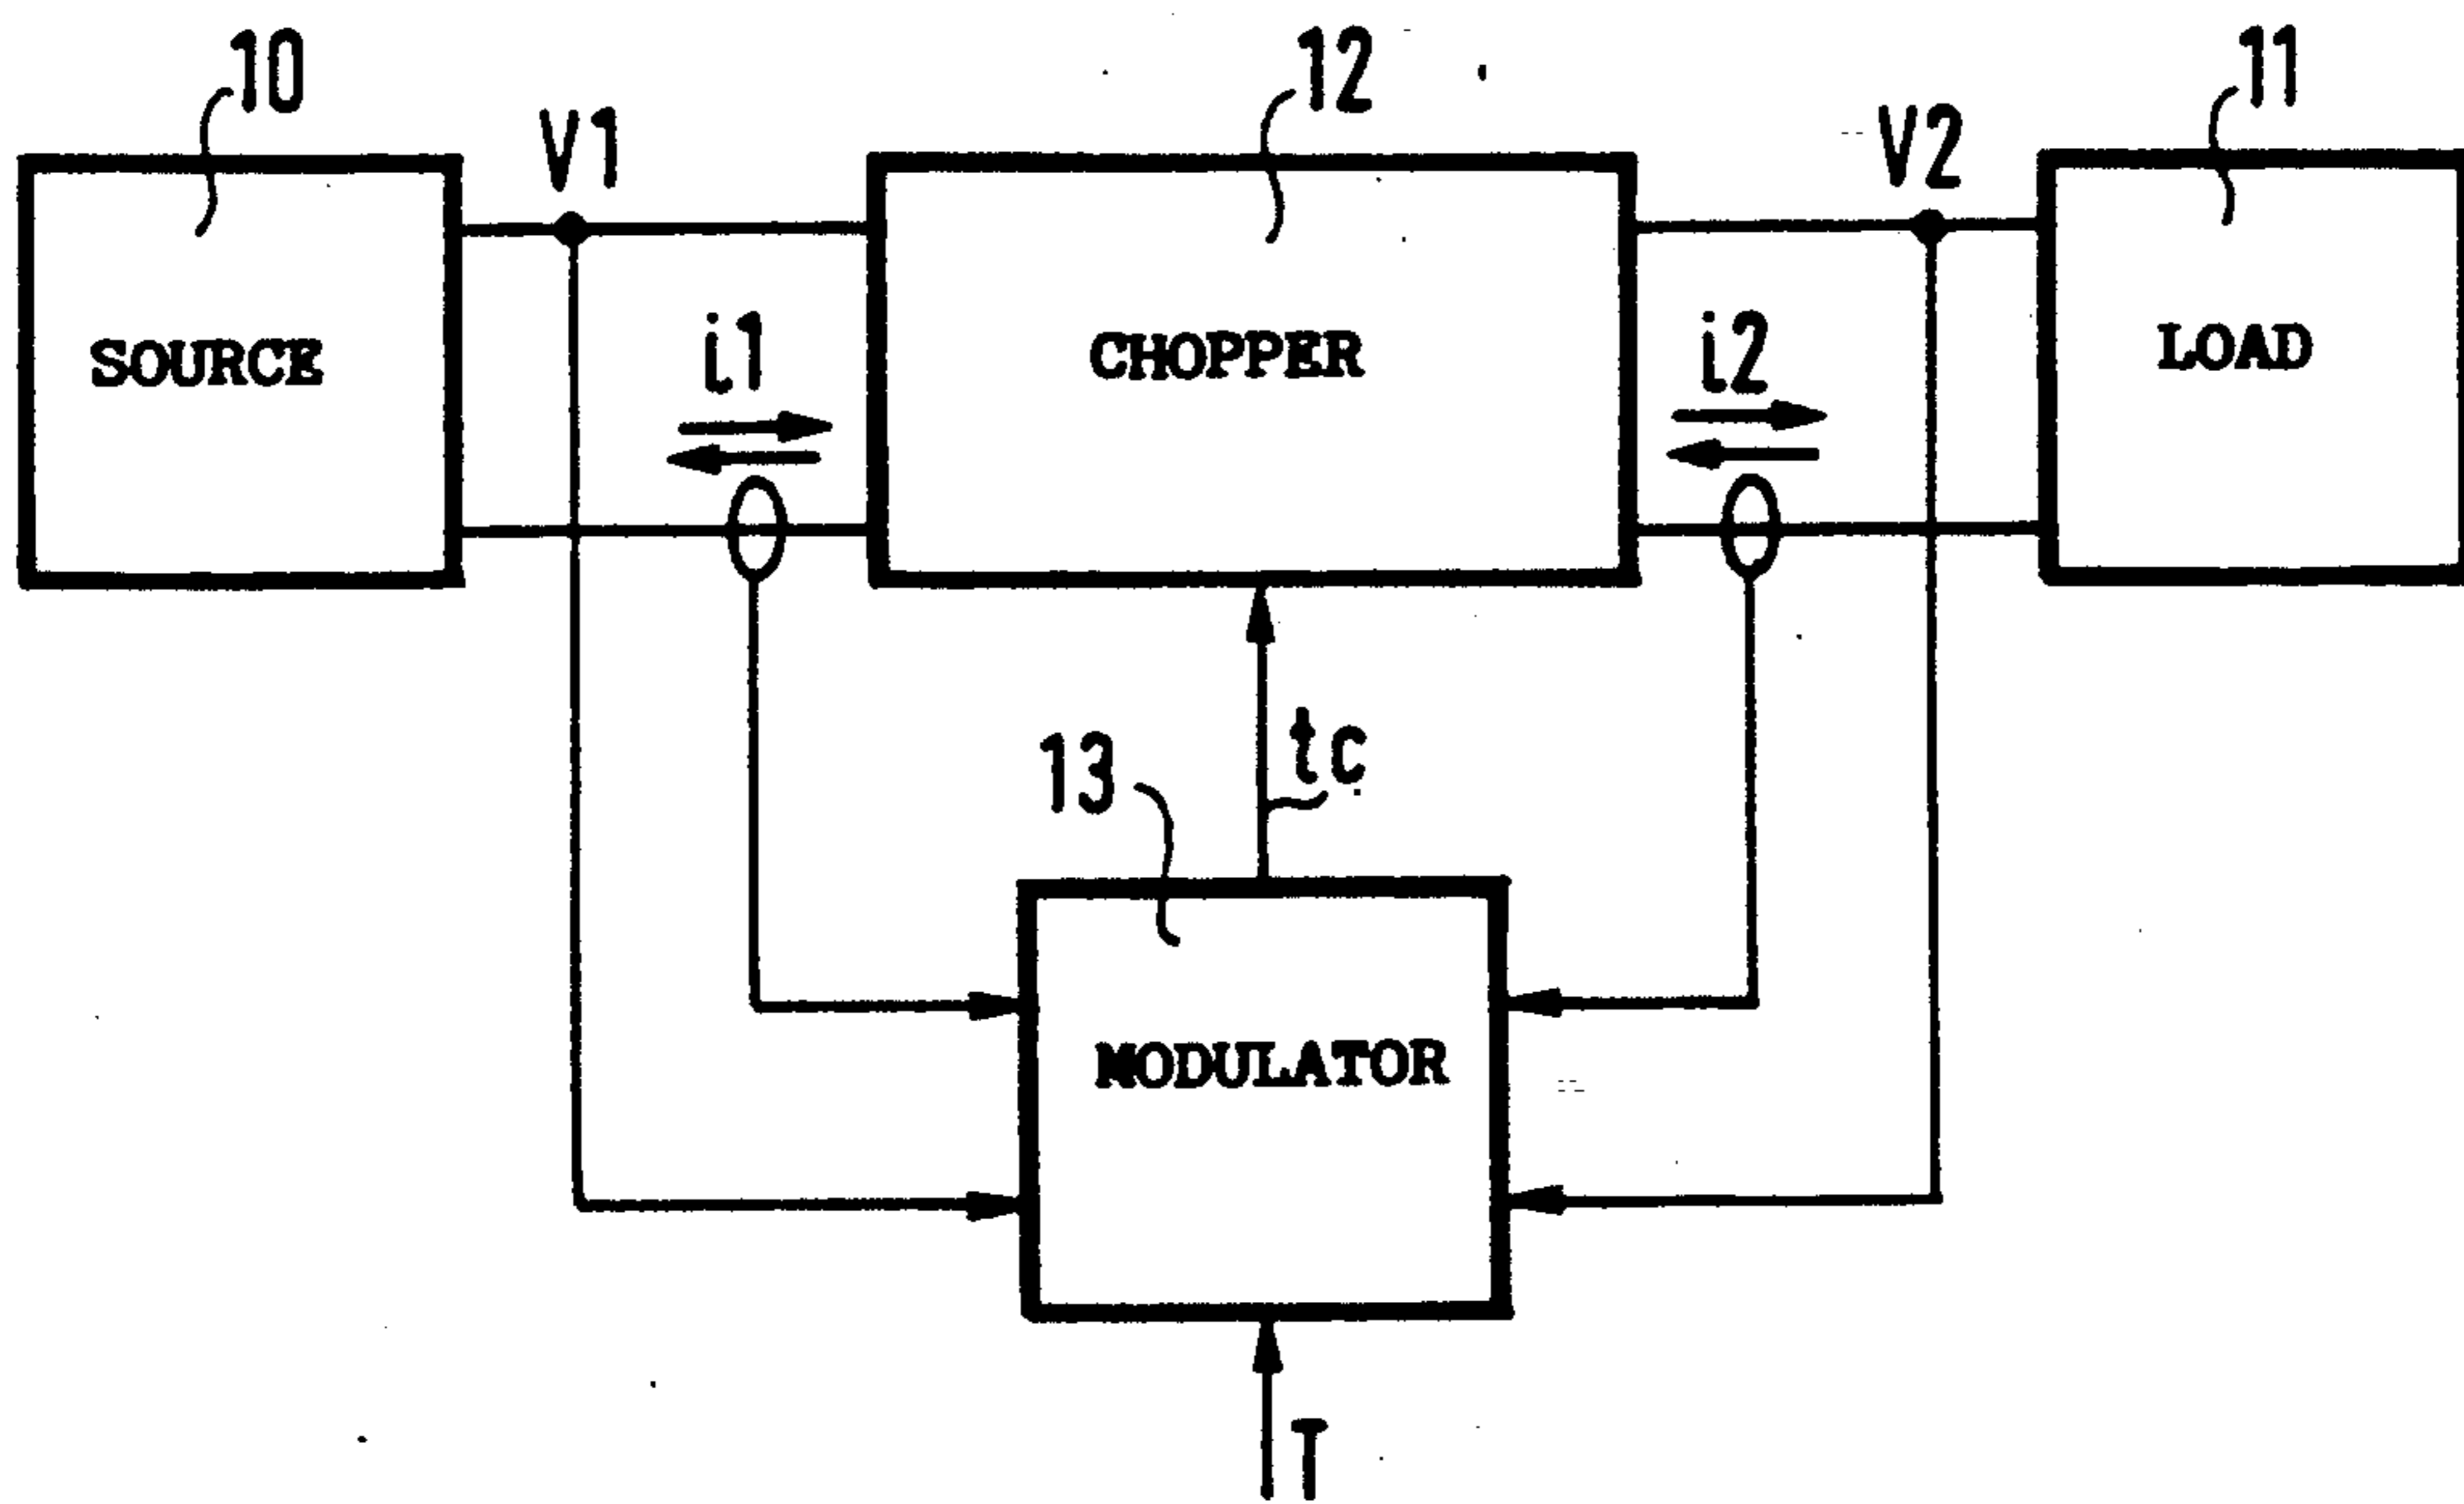 10
V1
12
V2
11
SOURCE
i1
CHOPPER
i2
LOAD
13
tc
MODULATOR
T